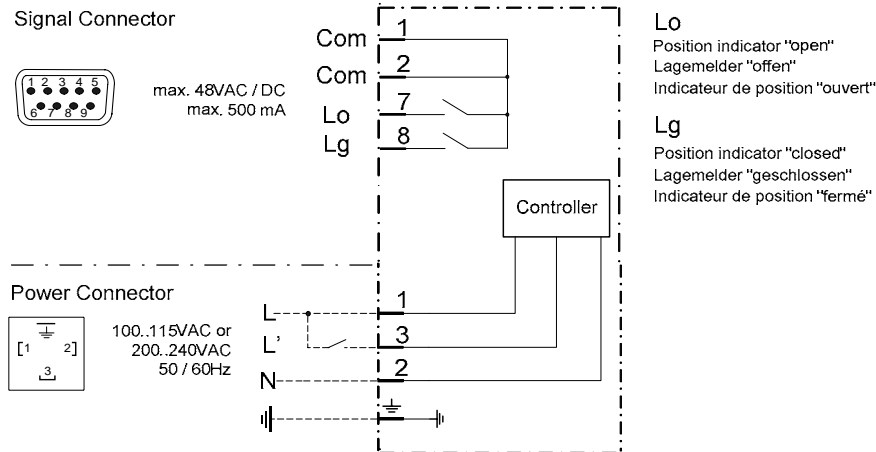 Signal Connector
1 2 3 4 5
6 7 8 9
max. 48VAC / DC
max. 500 mA
Com 1
Com 2
Lo 7
Lg 8
Lo
Position indicator "open"
Lagemelder "offen"
Indicateur de position "ouvert"
Lg
Position indicator "closed"
Lagemelder "geschlossen"
Indicateur de position "fermé"
Controller
Power Connector
1 2
3
100..115VAC or
200..240VAC
50 / 60Hz
L 1
L' 3
N 2